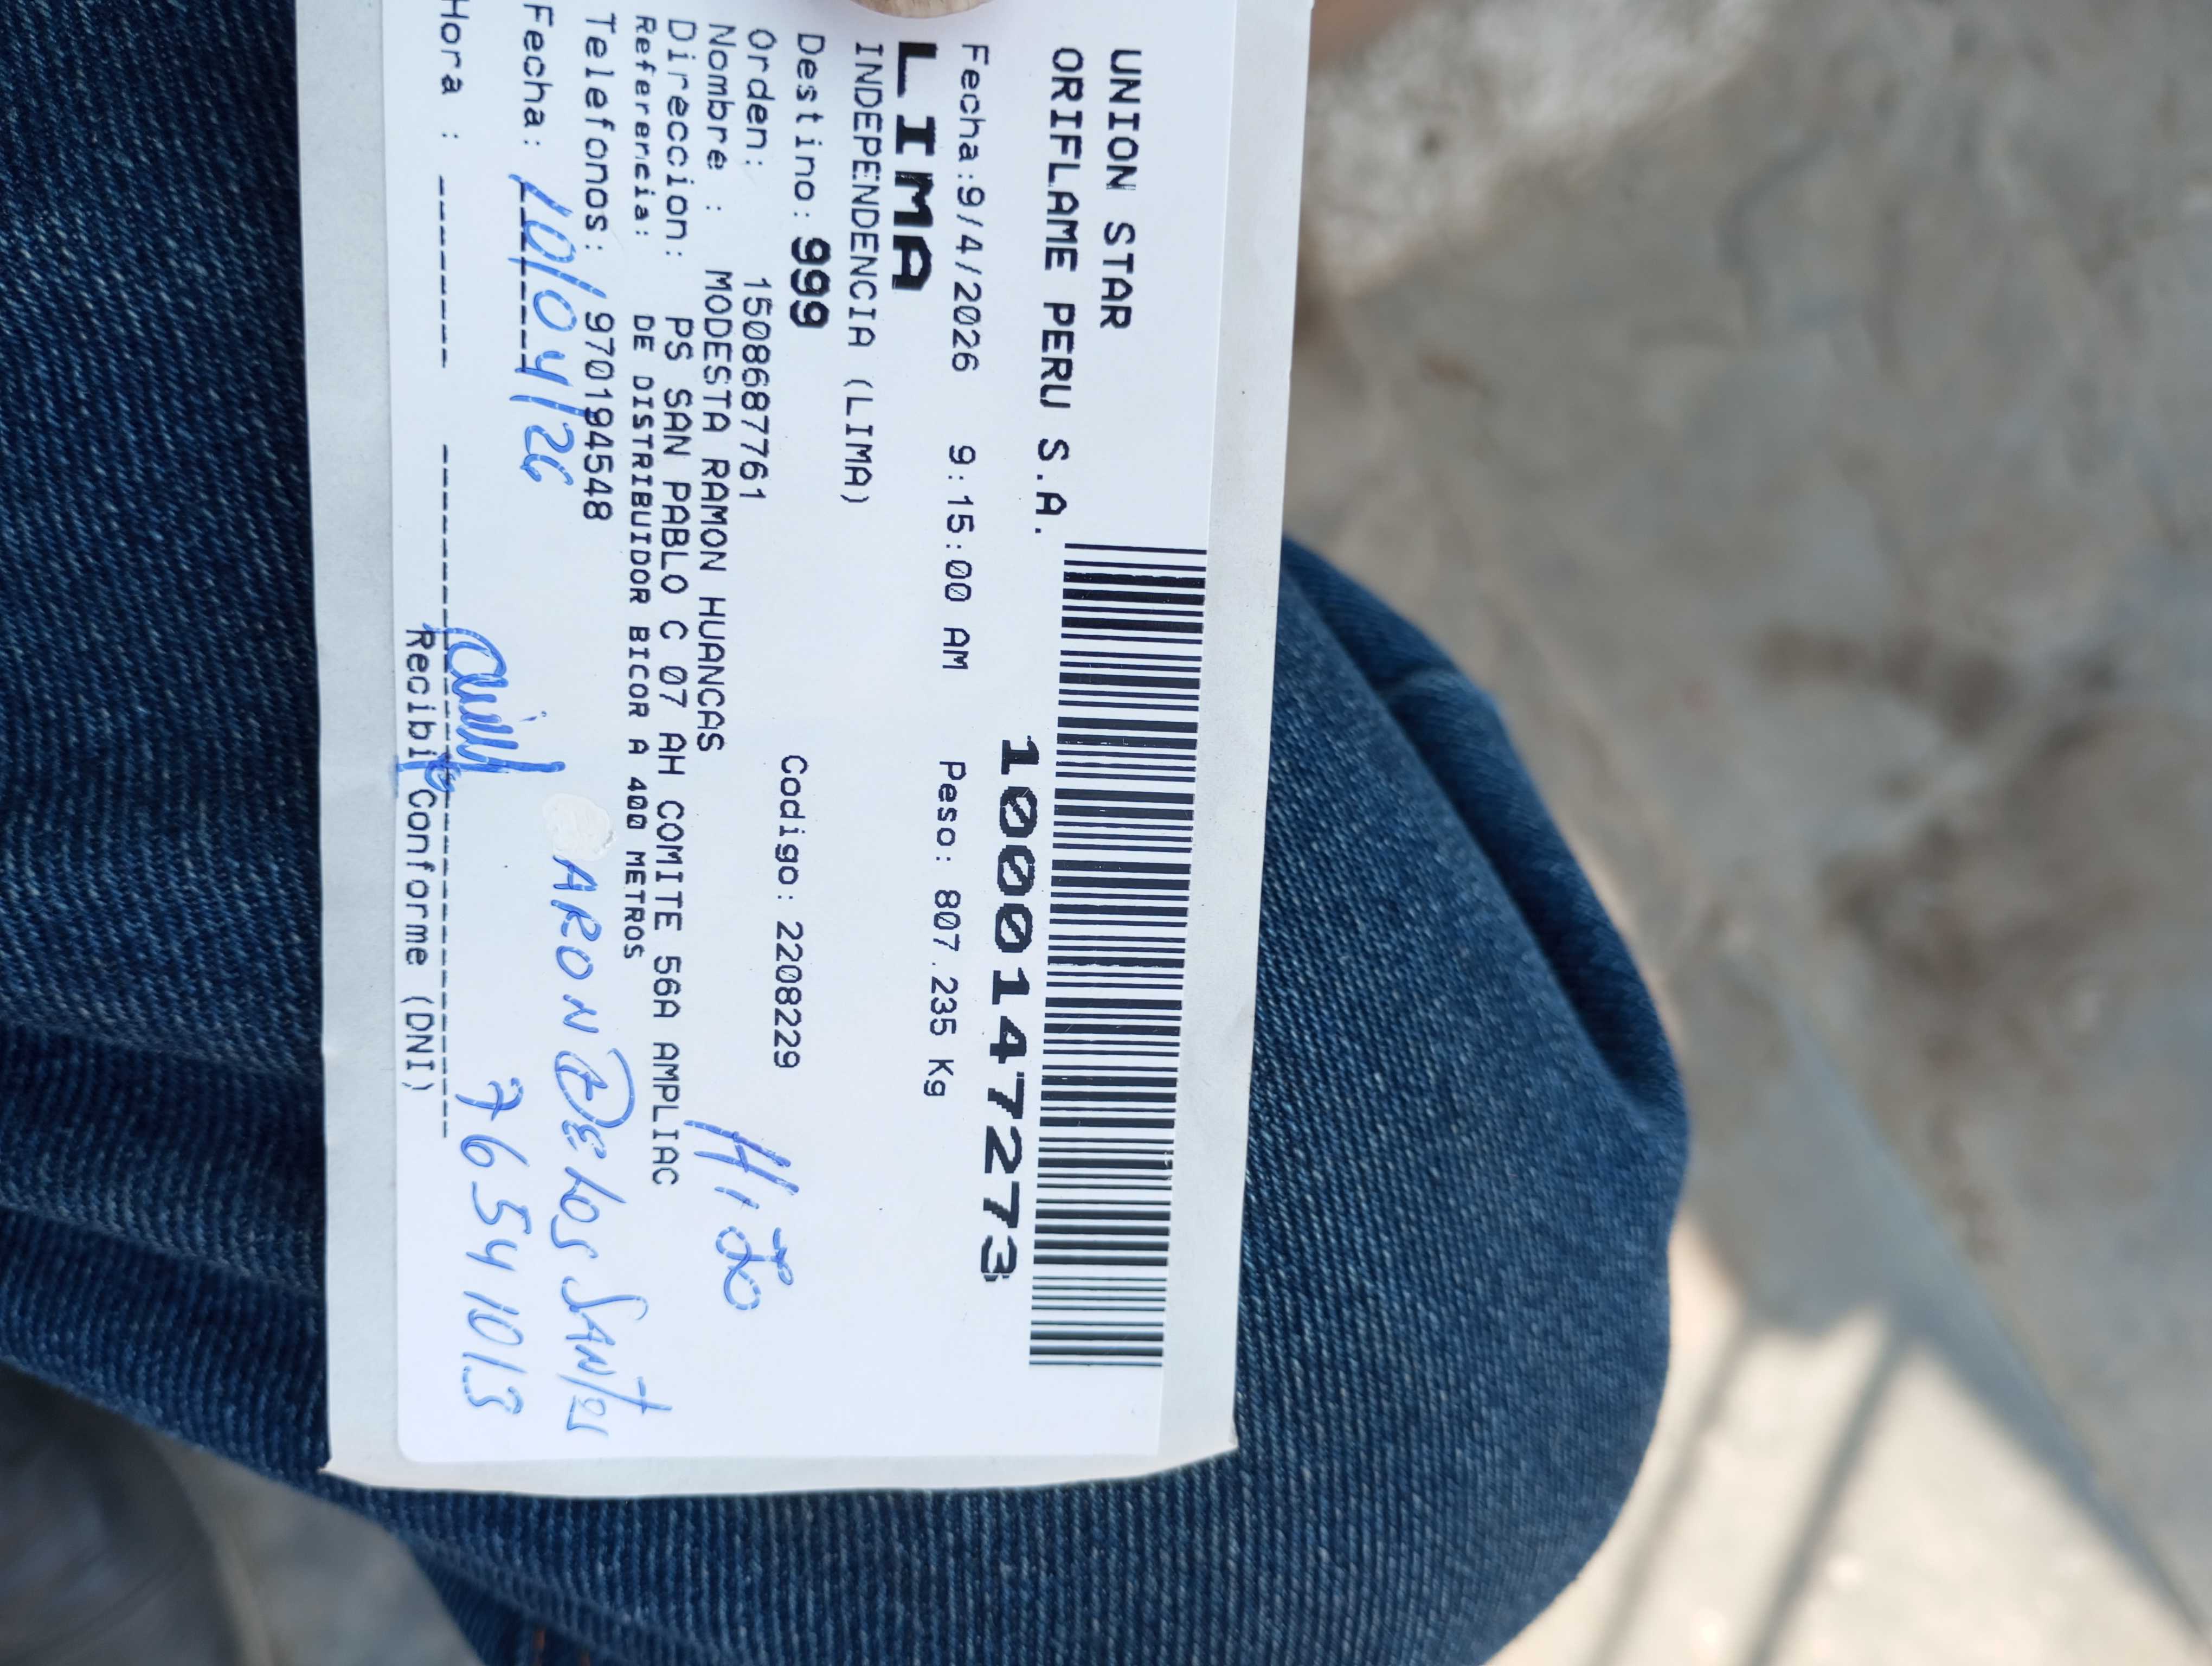 UNION STAR
ORIFLAME PERU S.A.
1000147273
Fecha:9/4/2026 9:15:00 AM Peso: 807.235 Kg
LIMA
INDEPENDENCIA (LIMA)
Destino: 999 Codigo: 2208229
Orden: 1508687761
Nombre : MODESTA RAMON HUANCAS
Hijo
Direccion: PS SAN PABLO C 07 AH COMITE 56A AMPLIAC
Referencia: DE DISTRIBUIDOR BICOR A 400 METROS
Telefonos: 970194548
ARON DE LOS SANTOS
Fecha: 10/04/26
76541013
Hora :
Recibi Conforme (DNI)